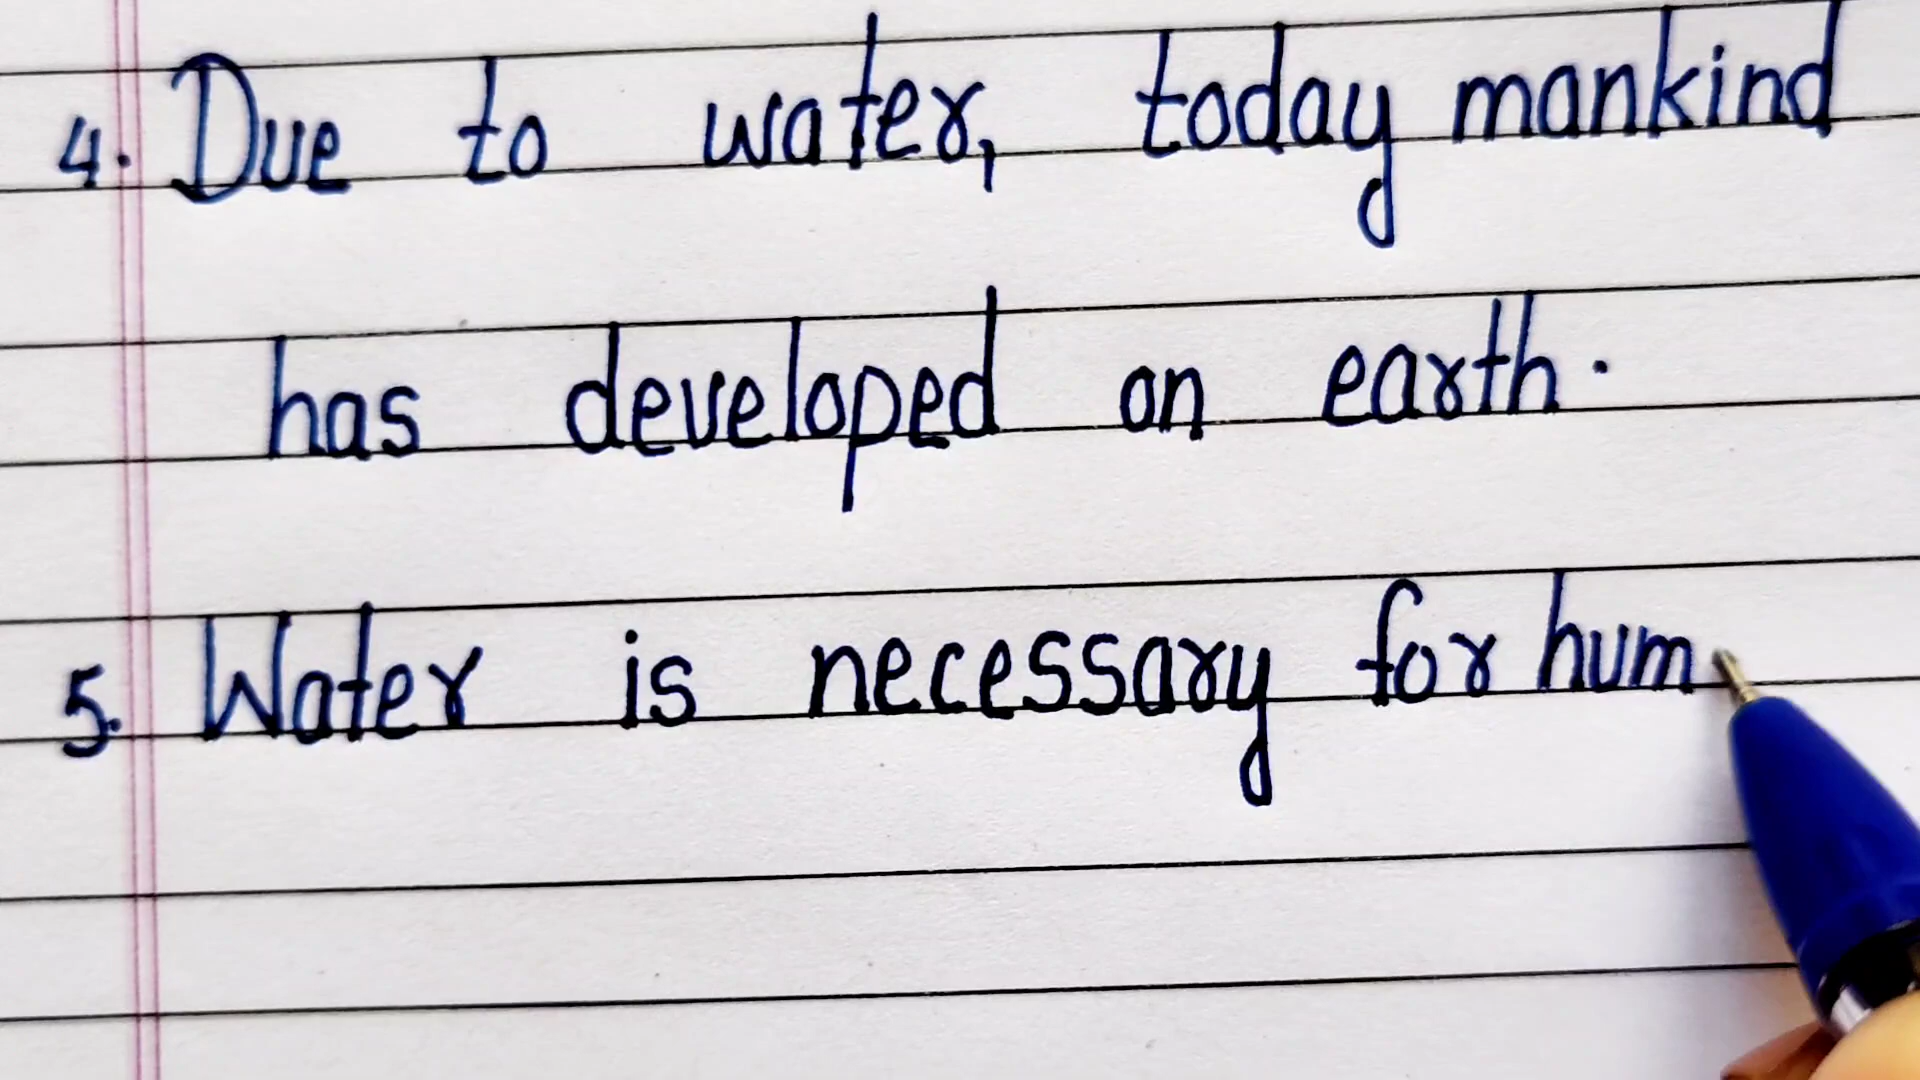 4. Due to water, today mankind
has developed on earth.
5. Water is necessary for hum